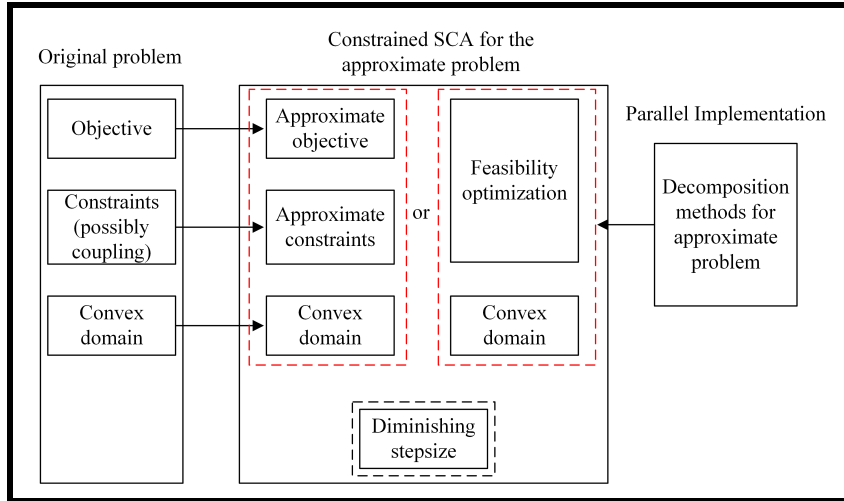 Original problem
Constrained SCA for the
approximate problem
Objective
Constraints
(possibly
coupling)
Convex
domain
Approximate
objective
Approximate
constraints
Convex
domain
or
Feasibility
optimization
Convex
domain
Diminishing
stepsize
Parallel Implementation
Decomposition
methods for
approximate
problem